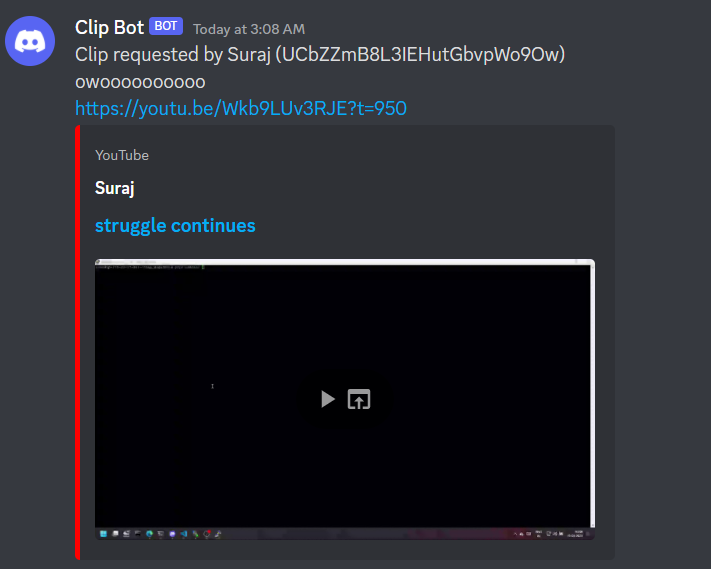 Clip Bot BOT Today at 3:08 AM
Clip requested by Suraj (UCbZZmB8L3IEHutGbvpWo9Ow)
owoooooooooo
https://youtu.be/Wkb9LUv3RJE?t=950
YouTube
Suraj
struggle continues